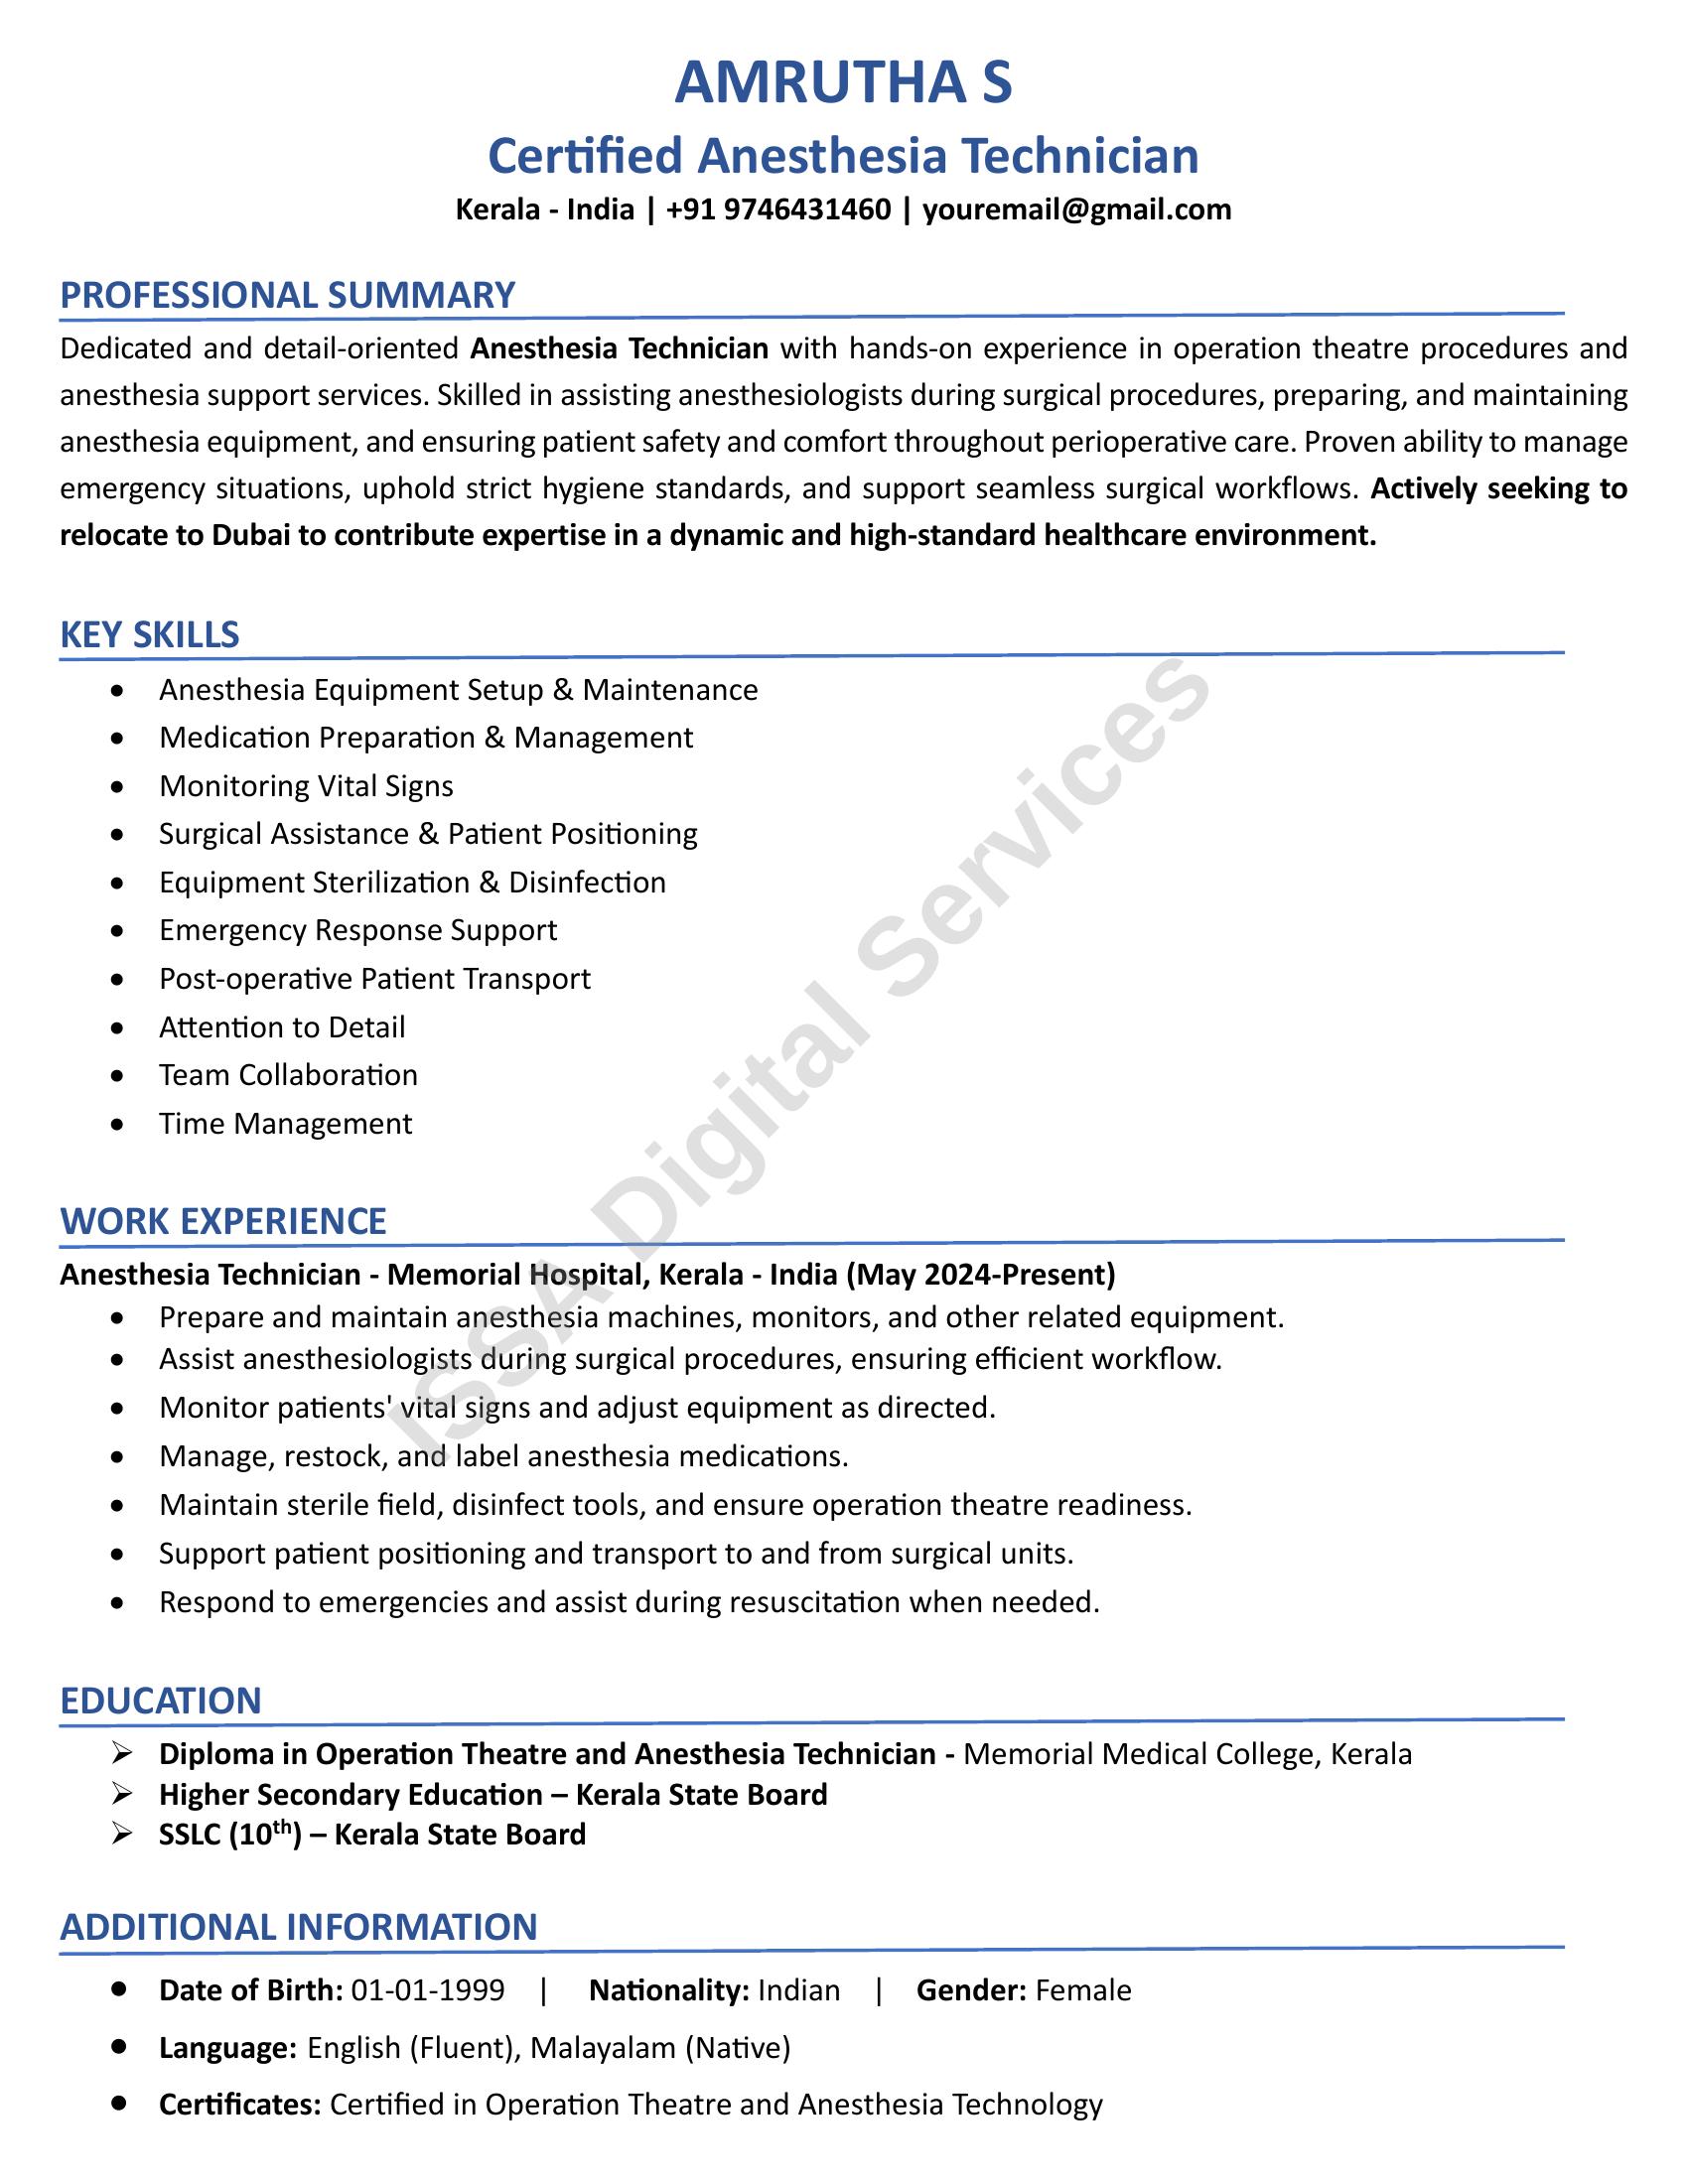 AMRUTHA S
Certified Anesthesia Technician
Kerala - India | +91 9746431460 | youremail@gmail.com
PROFESSIONAL SUMMARY
Dedicated and detail-oriented Anesthesia Technician with hands-on experience in operation theatre procedures and
anesthesia support services. Skilled in assisting anesthesiologists during surgical procedures, preparing, and maintaining
anesthesia equipment, and ensuring patient safety and comfort throughout perioperative care. Proven ability to manage
emergency situations, uphold strict hygiene standards, and support seamless surgical workflows. Actively seeking to
relocate to Dubai to contribute expertise in a dynamic and high-standard healthcare environment.
KEY SKILLS
• Anesthesia Equipment Setup & Maintenance
• Medication Preparation & Management
• Monitoring Vital Signs
• Surgical Assistance & Patient Positioning
• Equipment Sterilization & Disinfection
• Emergency Response Support
• Post-operative Patient Transport
• Attention to Detail
• Team Collaboration
• Time Management
WORK EXPERIENCE
Anesthesia Technician - Memorial Hospital, Kerala - India (May 2024-Present)
• Prepare and maintain anesthesia machines, monitors, and other related equipment.
• Assist anesthesiologists during surgical procedures, ensuring efficient workflow.
• Monitor patients' vital signs and adjust equipment as directed.
• Manage, restock, and label anesthesia medications.
• Maintain sterile field, disinfect tools, and ensure operation theatre readiness.
• Support patient positioning and transport to and from surgical units.
• Respond to emergencies and assist during resuscitation when needed.
EDUCATION
➢ Diploma in Operation Theatre and Anesthesia Technician - Memorial Medical College, Kerala
➢ Higher Secondary Education – Kerala State Board
➢ SSLC (10th) – Kerala State Board
ADDITIONAL INFORMATION
• Date of Birth: 01-01-1999 | Nationality: Indian | Gender: Female
• Language: English (Fluent), Malayalam (Native)
• Certificates: Certified in Operation Theatre and Anesthesia Technology
ISSA Digital Services